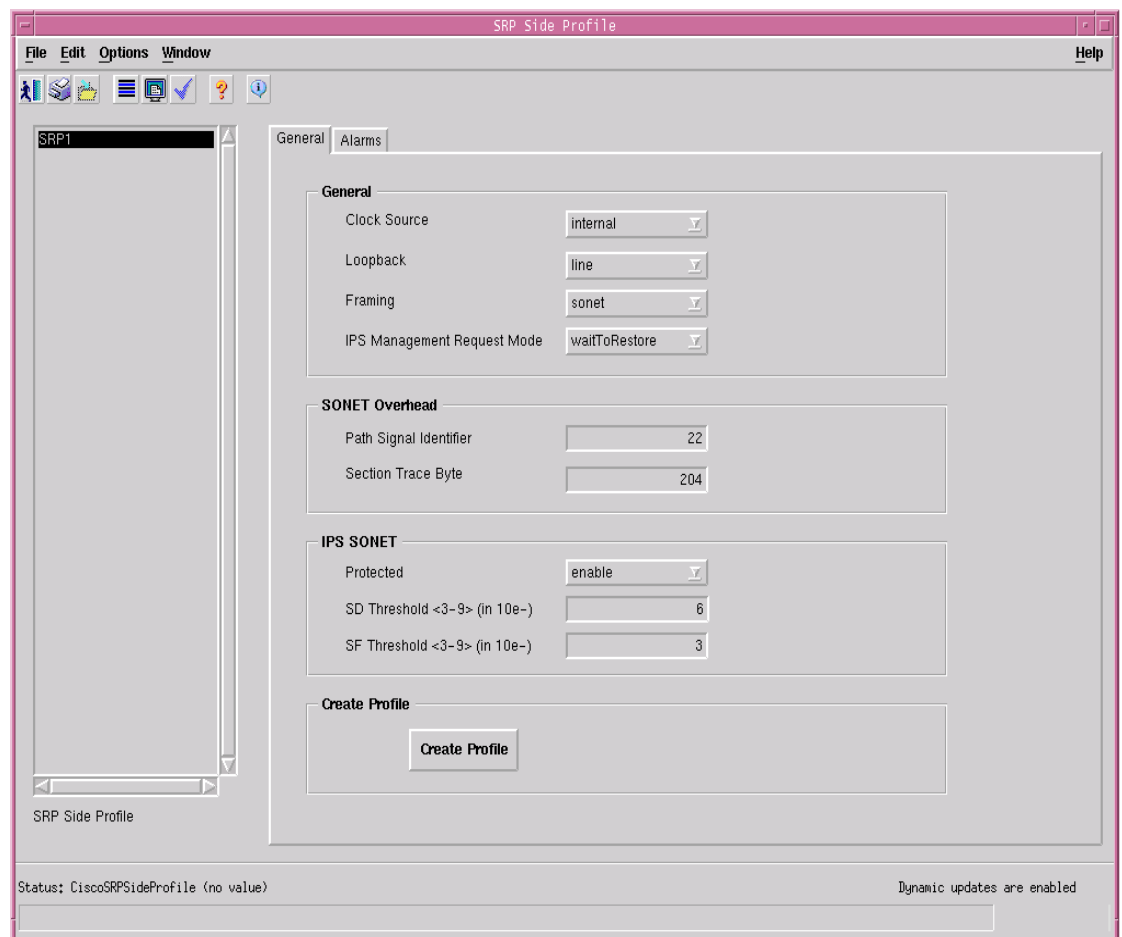 SRP Side Profile
File Edit Options Window Help
SRP1
General Alarms
General
Clock Source internal
Loopback line
Framing sonet
IPS Management Request Mode waitToRestore
SONET Overhead
Path Signal Identifier 22
Section Trace Byte 204
IPS SONET
Protected enable
SD Threshold <3-9> (in 10e-) 6
SF Threshold <3-9> (in 10e-) 3
Create Profile
Create Profile
SRP Side Profile
Status: CiscoSRPSideProfile (no value) Dynamic updates are enabled